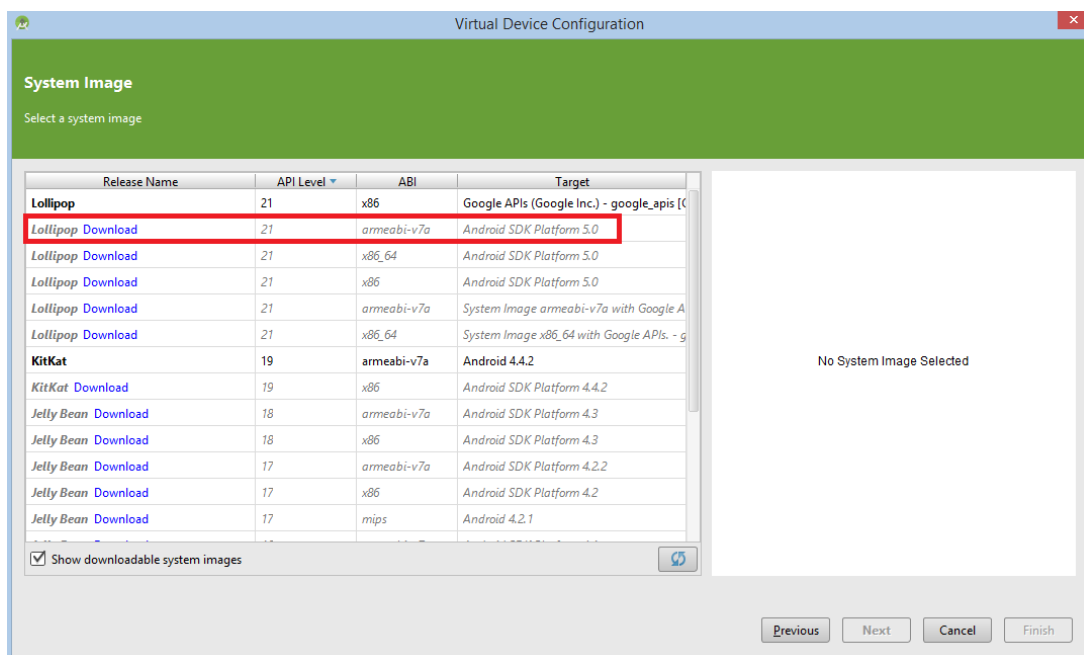 Virtual Device Configuration
System Image
Select a system image
Release Name API Level ABI Target
Lollipop 21 x86 Google APIs (Google Inc.) - google_apis [
Lollipop Download 21 armeabi-v7a Android SDK Platform 5.0
Lollipop Download 21 x86_64 Android SDK Platform 5.0
Lollipop Download 21 x86 Android SDK Platform 5.0
Lollipop Download 21 armeabi-v7a System Image armeabi-v7a with Google A
Lollipop Download 21 x86_64 System Image x86_64 with Google APIs. - g
KitKat 19 armeabi-v7a Android 4.4.2
KitKat Download 19 x86 Android SDK Platform 4.4.2
Jelly Bean Download 18 armeabi-v7a Android SDK Platform 4.3
Jelly Bean Download 18 x86 Android SDK Platform 4.3
Jelly Bean Download 17 armeabi-v7a Android SDK Platform 4.2.2
Jelly Bean Download 17 x86 Android SDK Platform 4.2
Jelly Bean Download 17 mips Android 4.2.1
No System Image Selected
Show downloadable system images
Previous Next Cancel Finish